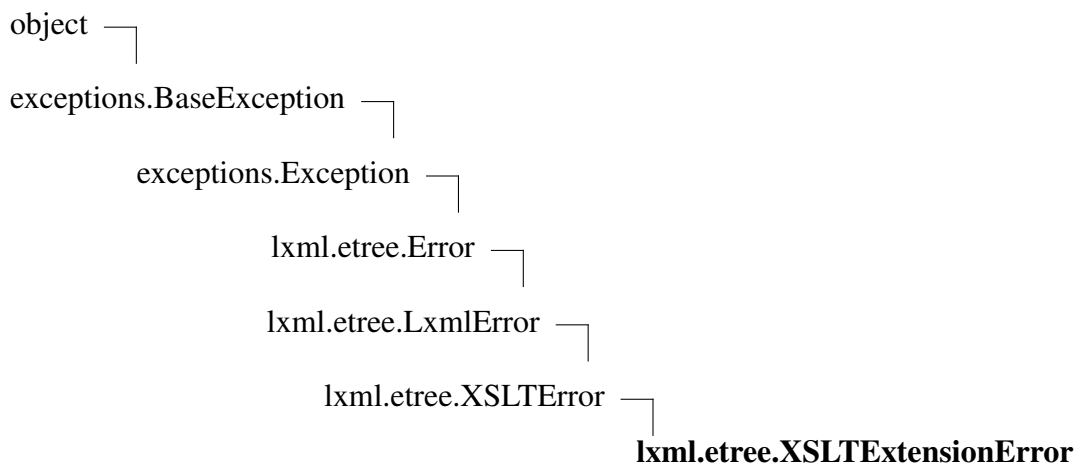 object
exceptions.BaseException
exceptions.Exception
lxml.etree.Error
lxml.etree.LxmlError
lxml.etree.XSLTError
lxml.etree.XSLTExtensionError